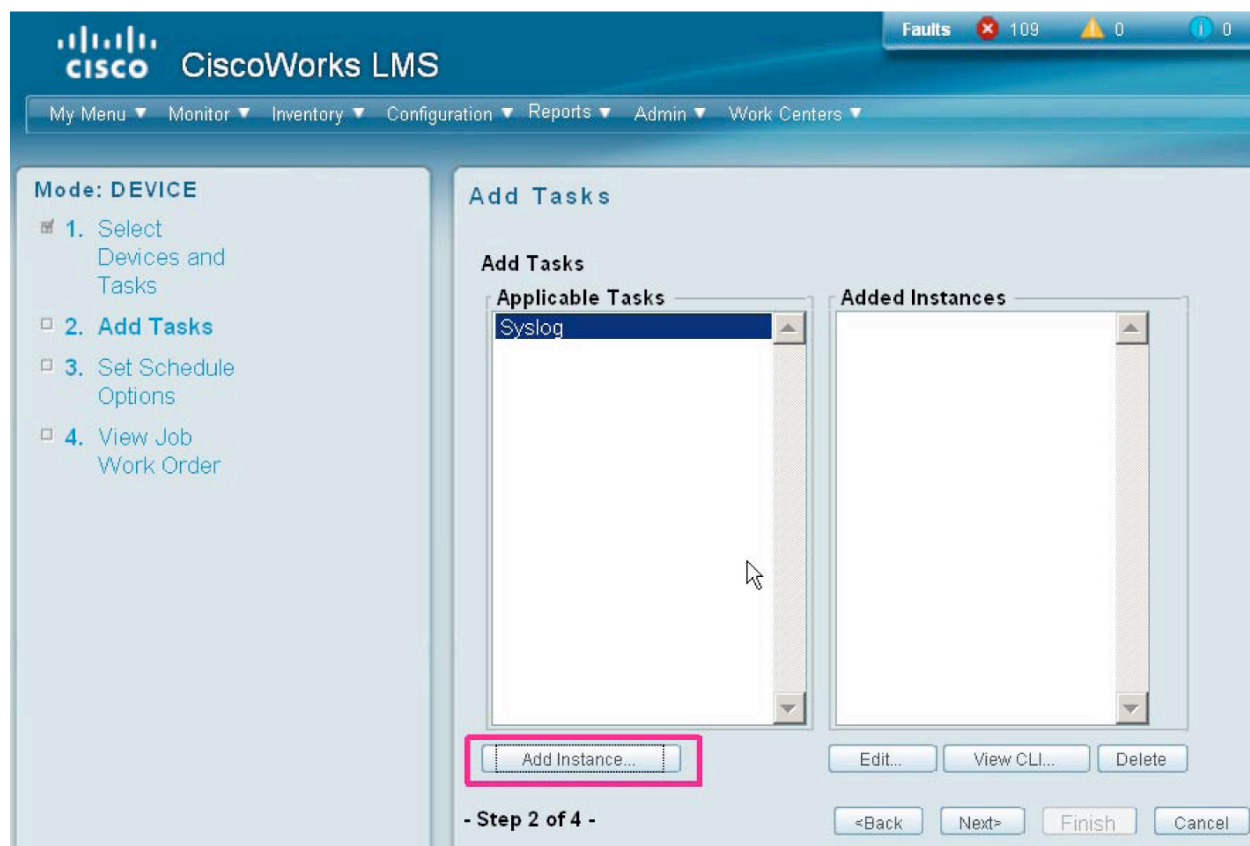 Faults 109 0 0
CISCO CiscoWorks LMS
My Menu Monitor Inventory Configuration Reports Admin Work Centers
Mode: DEVICE
1. Select
Devices and
Tasks
2. Add Tasks
3. Set Schedule
Options
4. View Job
Work Order
Add Tasks
Add Tasks
Applicable Tasks
Syslog
Added Instances
Add Instance...
Edit... View CLI... Delete
- Step 2 of 4 -
<Back Next> Finish Cancel